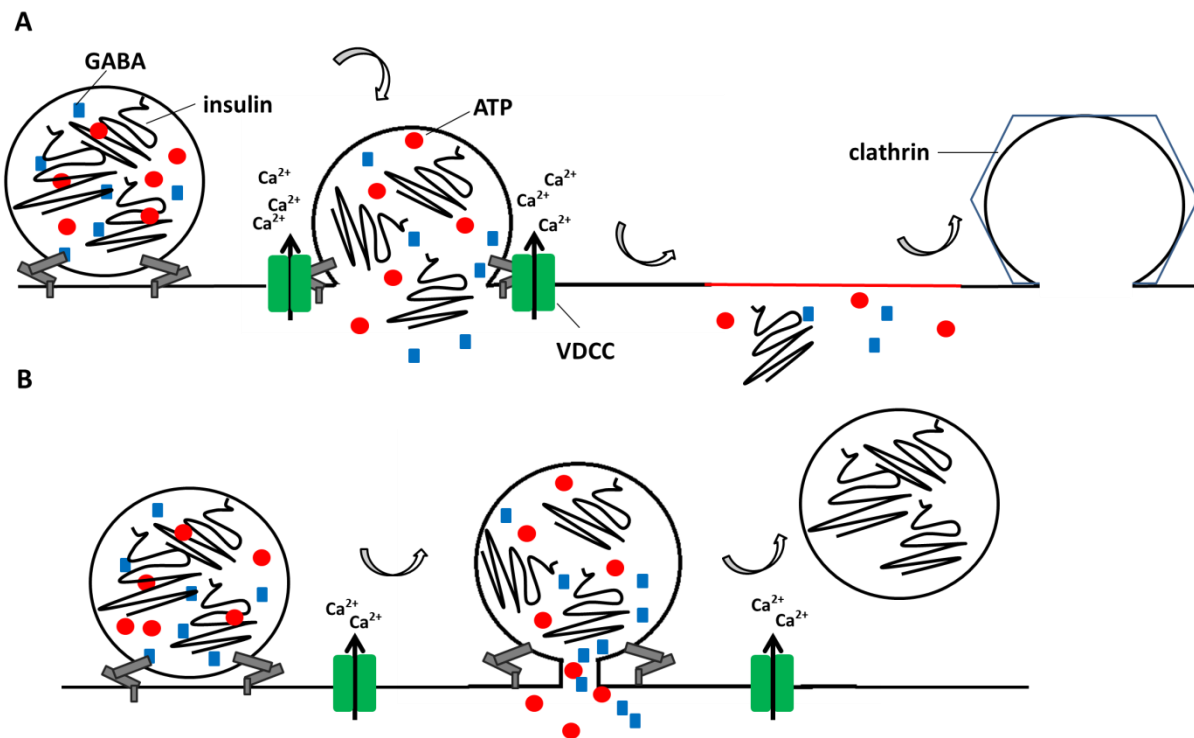 A
GABA
insulin
ATP
clathrin
Ca²⁺
Ca²⁺
Ca²⁺
Ca²⁺
Ca²⁺
Ca²⁺
VDCC
B
Ca²⁺
Ca²⁺
Ca²⁺
Ca²⁺